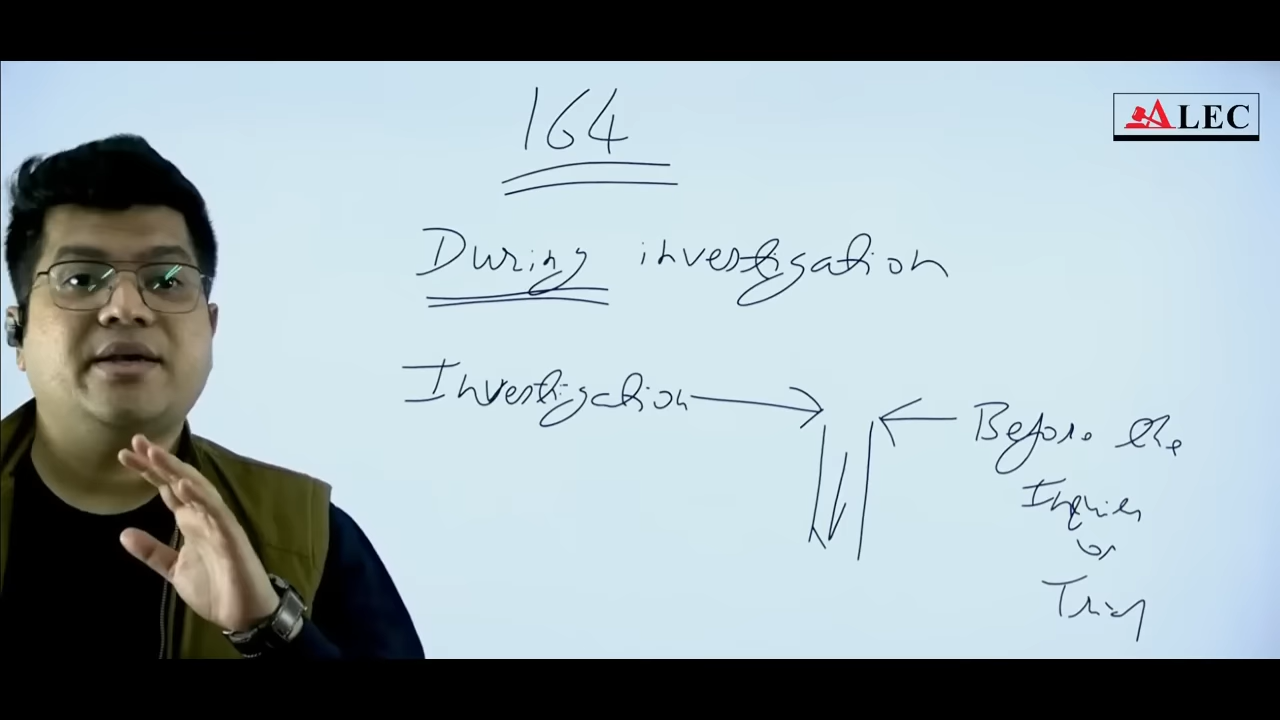 ALEC
164
During investigation
Investigation
Before the
Inquiry
or
Trial